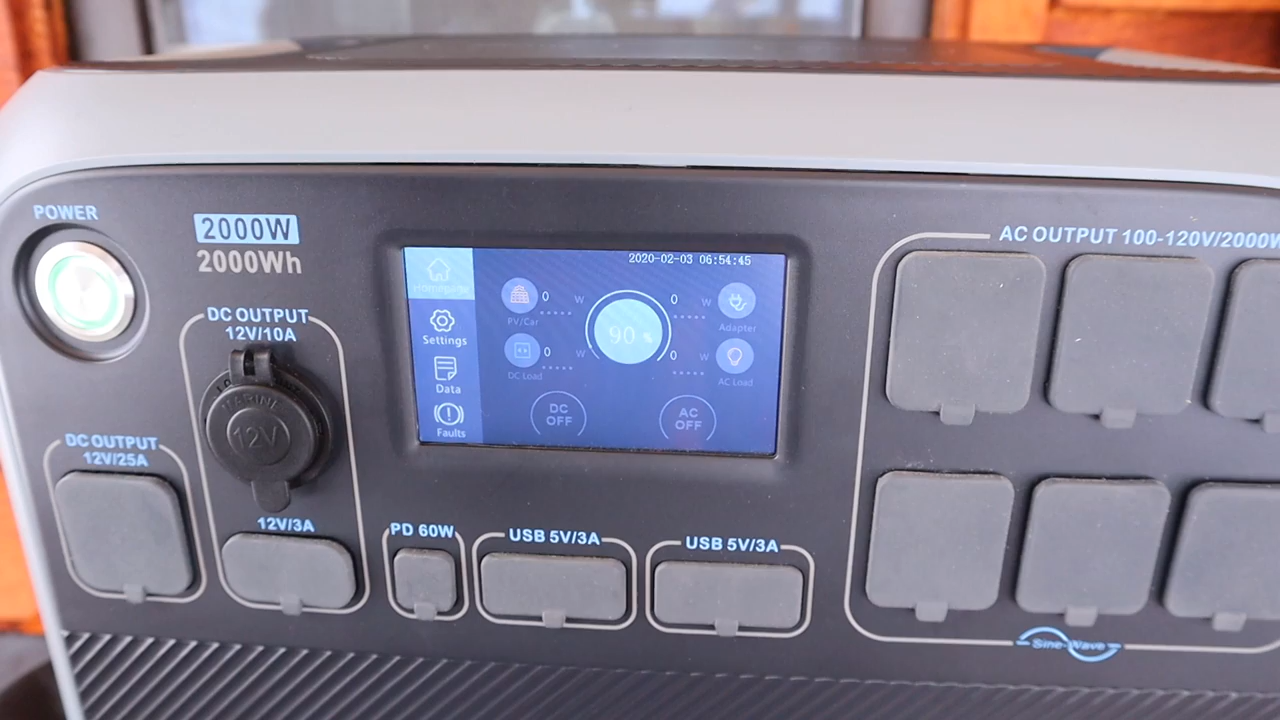 POWER
2000W
2000Wh
DC OUTPUT
12V/10A
MARINE
12V
DC OUTPUT
12V/25A
12V/3A
PD 60W
USB 5V/3A
USB 5V/3A
2020-02-03 06:54:45
Homepage
Settings
Data
Faults
0 W
PV/Car
0 W
DC Load
90 %
0 W
Adapter
0 W
AC Load
DC
OFF
AC
OFF
AC OUTPUT 100-120V/2000W
Sine-Wave